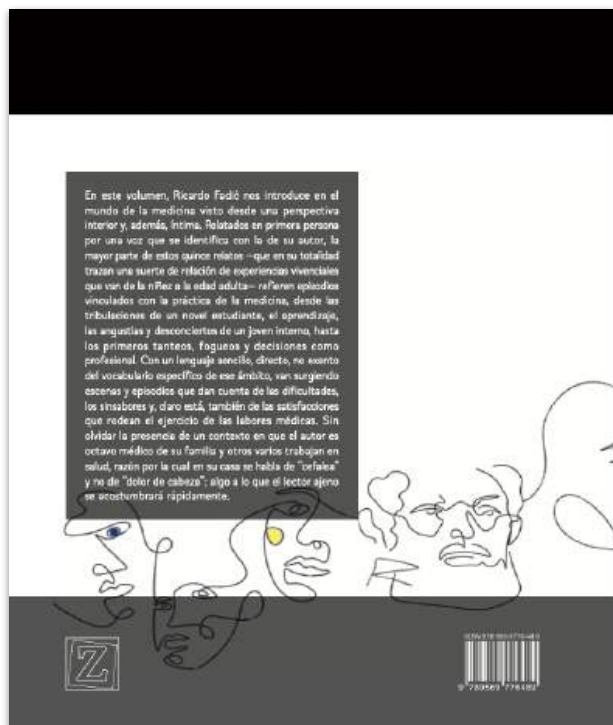 En este volumen, Ricardo Fadić nos introduce en el
mundo de la medicina visto desde una perspectiva
interior y, además, íntima. Relatados en primera persona
por una voz que se identifica con la de su autor, la
mayor parte de estos quince relatos —que en su totalidad
trazan una suerte de relación de experiencias vivenciales
que van de la niñez a la edad adulta— refieren episodios
vinculados con la práctica de la medicina, desde las
tribulaciones de un novel estudiante, el aprendizaje,
las angustias y desconciertos de un joven interno, hasta
los primeros tanteos, fogueos y decisiones como
profesional. Con un lenguaje sencillo, directo, no exento
del vocabulario específico de ese ámbito, van surgiendo
escenas y episodios que dan cuenta de las dificultades,
los sinsabores y, claro está, también de las satisfacciones
que rodean el ejercicio de las labores médicas. Sin
olvidar la presencia de un contexto en que el autor es
octavo médico de su familia y otros varios trabajan en
salud, razón por la cual en su casa se habla de "cefalea"
y no de "dolor de cabeza"; algo a lo que el lector ajeno
se acostumbrará rápidamente.
Z
9 789569 776489